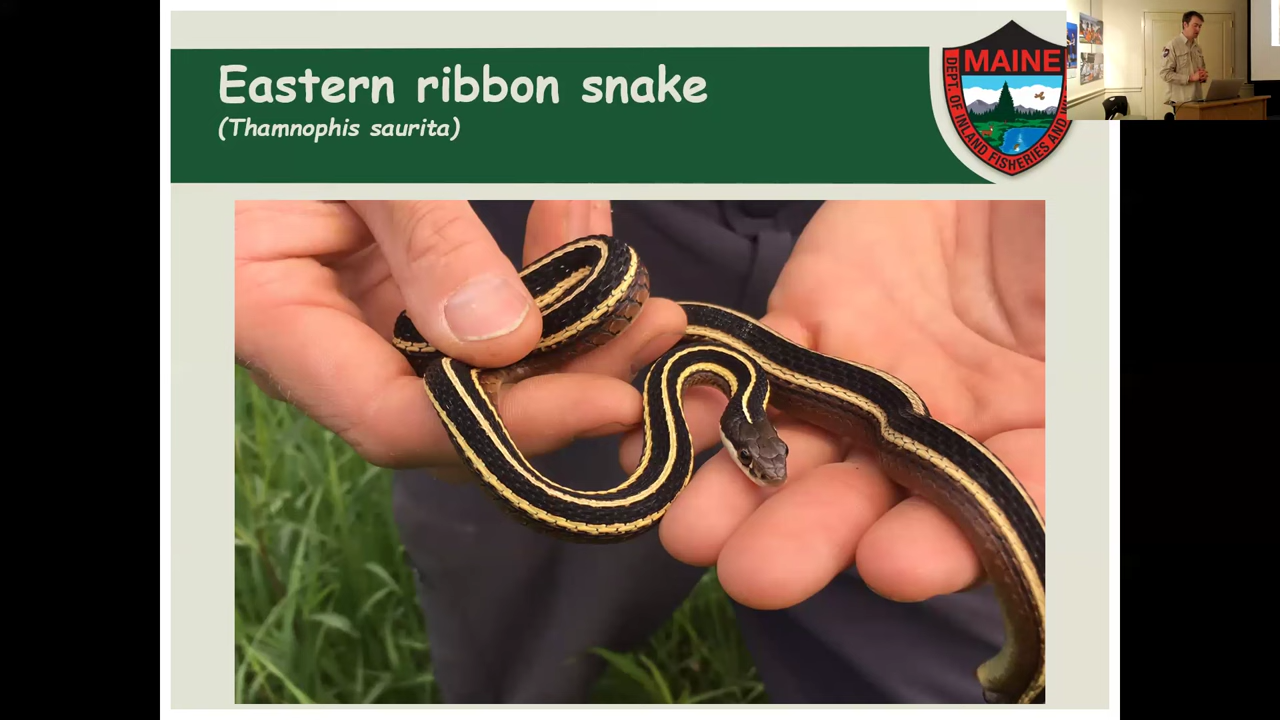 Eastern ribbon snake
(Thamnophis saurita)
MAINE
DEPT. OF INLAND FISHERIES AND